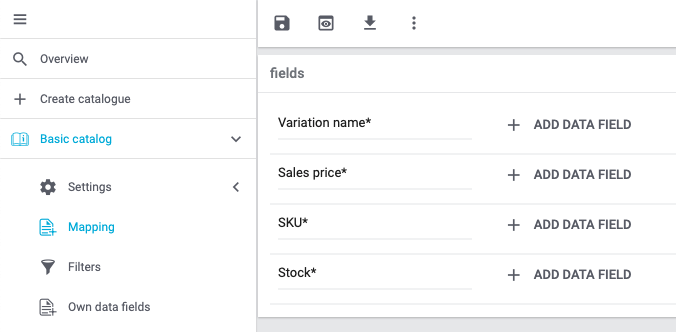 Overview
Create catalogue
Basic catalog
Settings
Mapping
Filters
Own data fields
fields
Variation name* ADD DATA FIELD
Sales price* ADD DATA FIELD
SKU* ADD DATA FIELD
Stock* ADD DATA FIELD